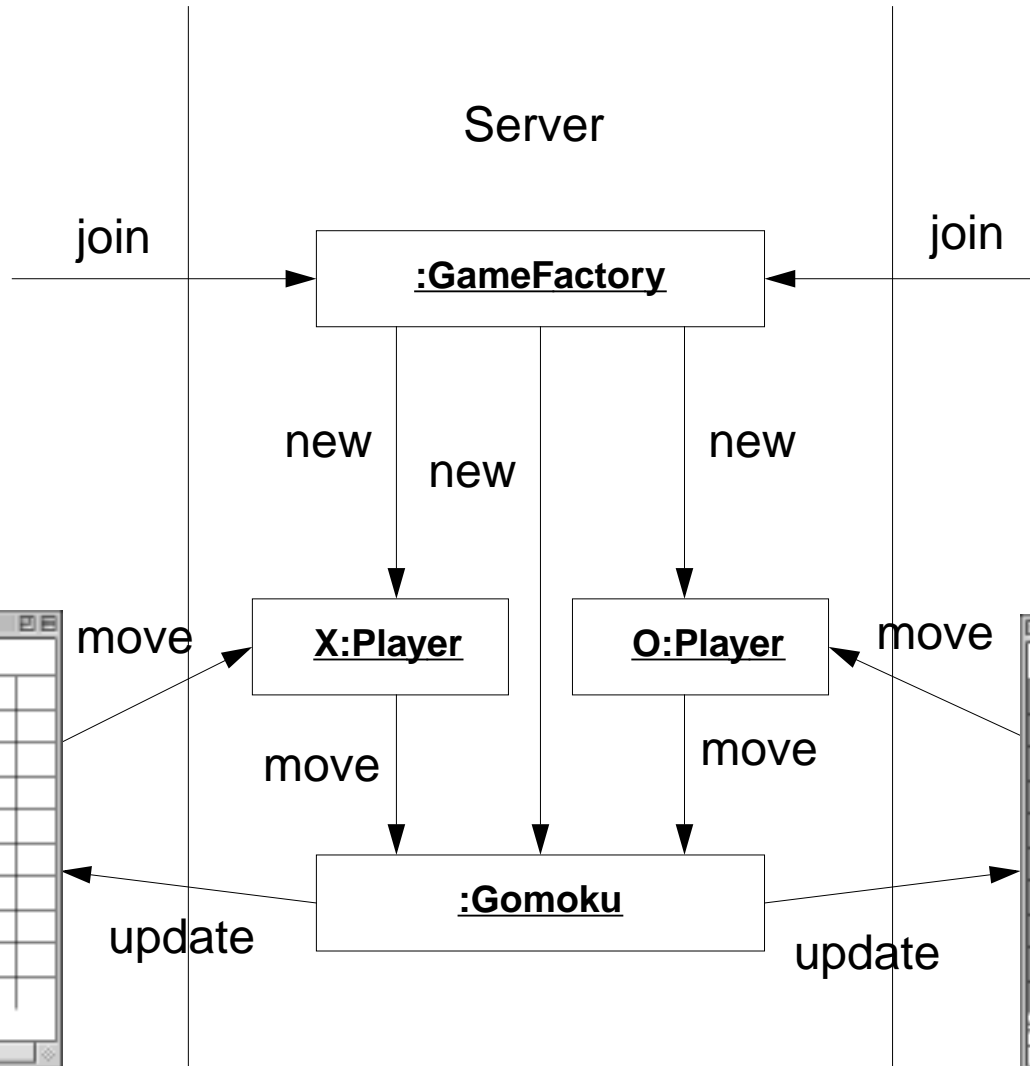 Server
join
join
:GameFactory
new
new
new
move
X:Player
O:Player
move
move
move
:Gomoku
update
update